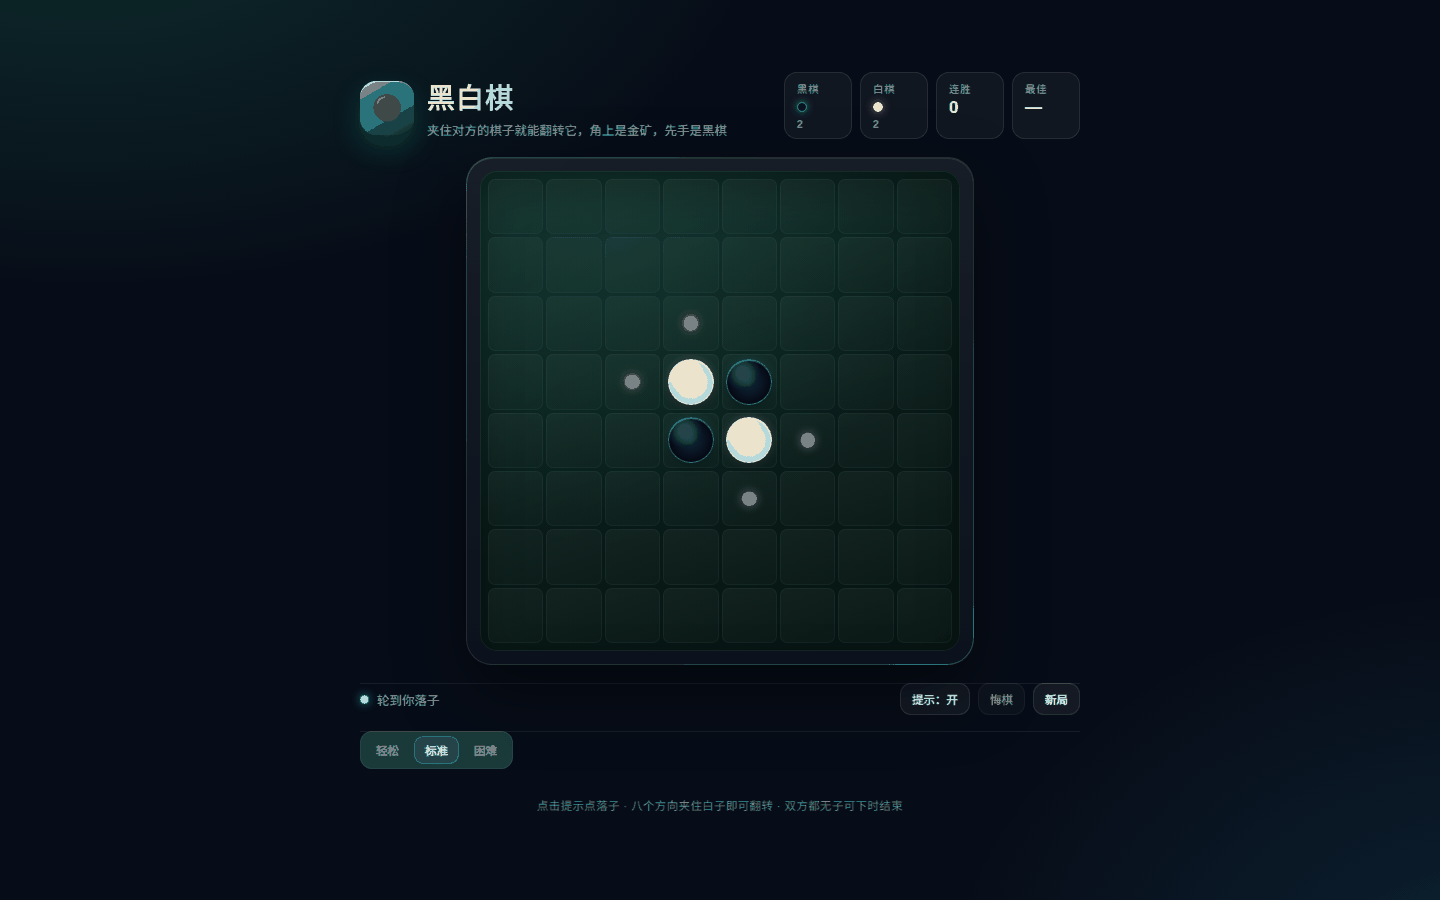 黑白棋
夹住对方的棋子就能翻转它，角上是金矿，先手是黑棋
黑棋
2
白棋
2
连胜
0
最佳
—
轮到你落子
提示：开
悔棋
新局
轻松
标准
困难
点击提示点落子 · 八个方向夹住白子即可翻转 · 双方都无子可下时结束